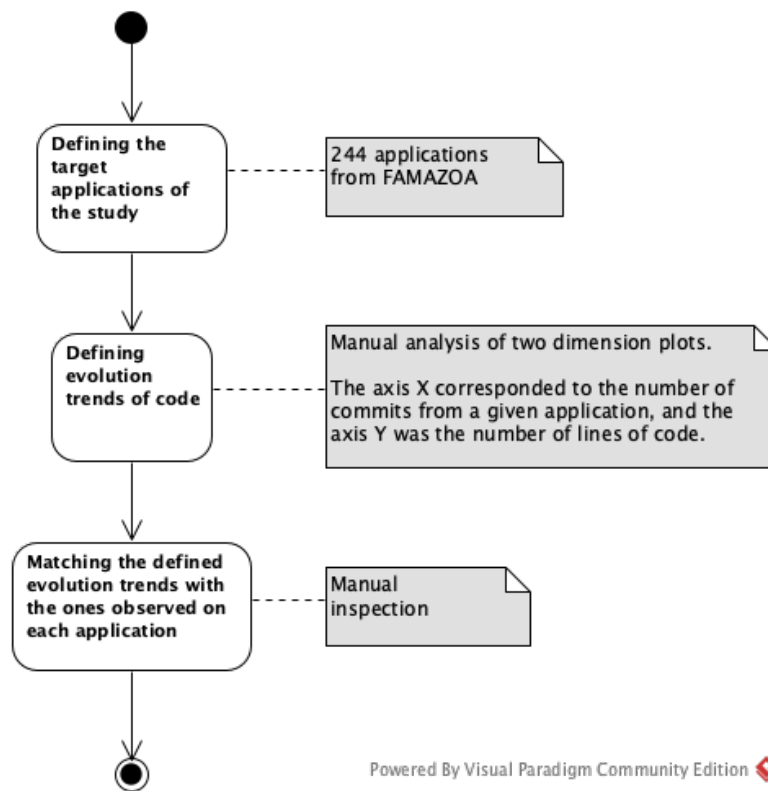 Defining the
target
applications of
the study
244 applications
from FAMAZOA
Defining
evolution
trends of code
Manual analysis of two dimension plots.
The axis X corresponded to the number of
commits from a given application, and the
axis Y was the number of lines of code.
Matching the defined
evolution trends with
the ones observed on
each application
Manual
inspection
Powered By Visual Paradigm Community Edition